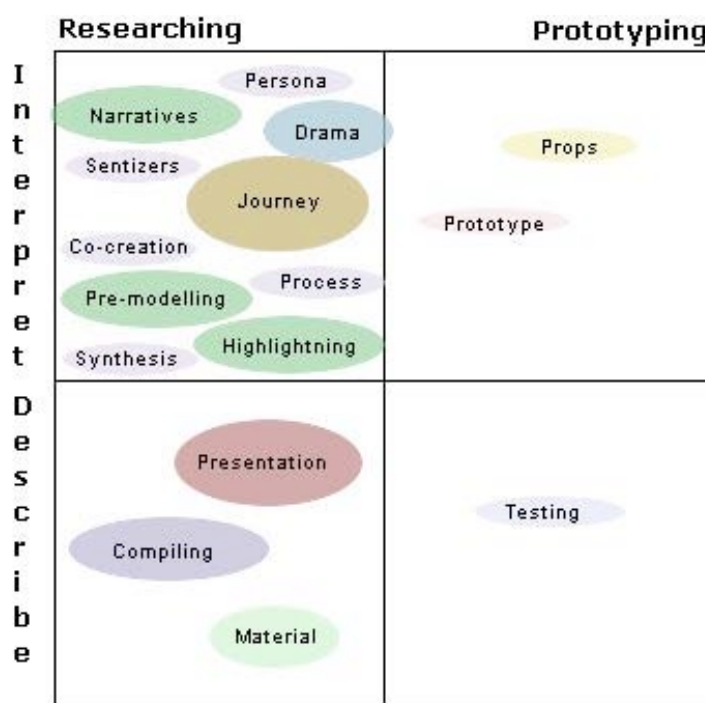 Researching
Prototyping
Interpret
Describe
Persona
Narratives
Drama
Sentizers
Journey
Co-creation
Process
Pre-modelling
Highlightning
Synthesis
Props
Prototype
Presentation
Compiling
Material
Testing